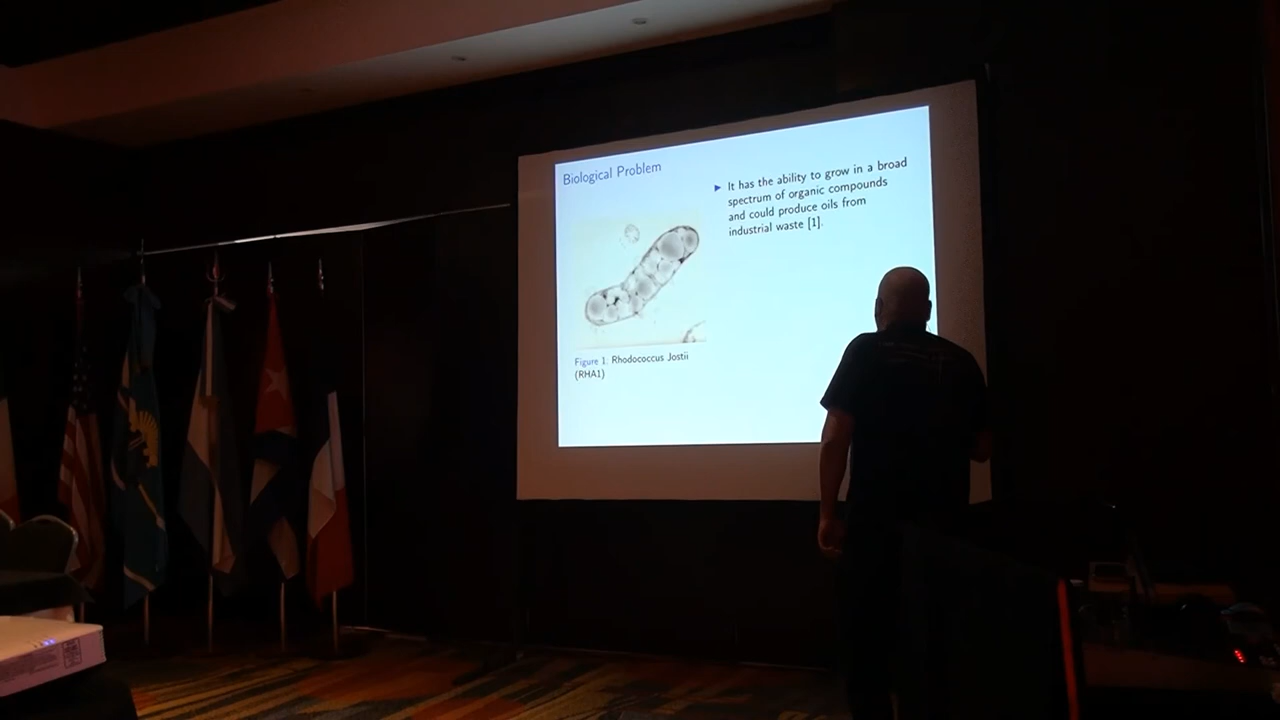 Biological Problem
▶ It has the ability to grow in a broad
spectrum of organic compounds
and could produce oils from
industrial waste [1].
Figure 1. Rhodococcus Jostii
(RHA1)